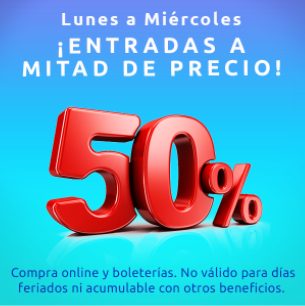 Lunes a Miércoles
¡ENTRADAS A
MITAD DE PRECIO!
50%
Compra online y boleterías. No válido para días
feriados ni acumulable con otros beneficios.